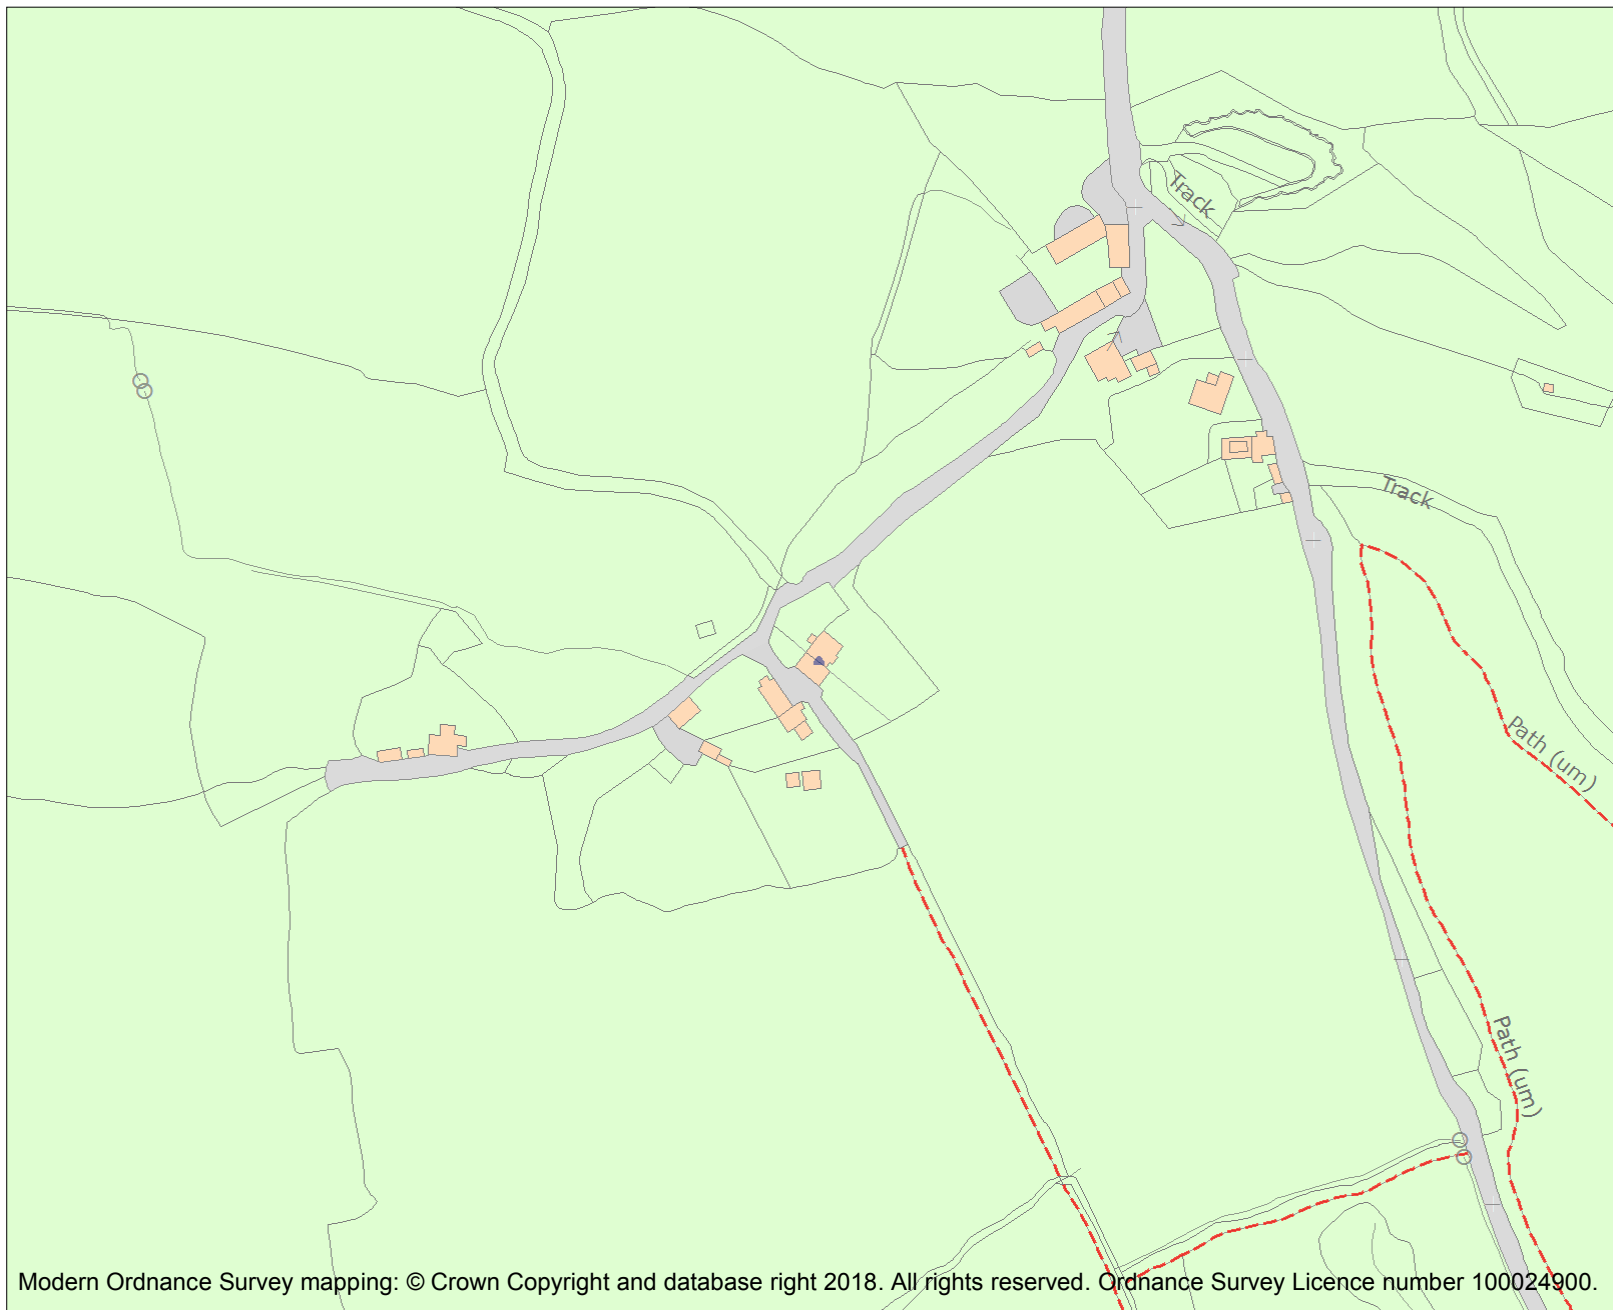 Track
Track
Path (um)
Path (um)
Modern Ordnance Survey mapping: © Crown Copyright and database right 2018. All rights reserved. Ordnance Survey Licence number 100024900.